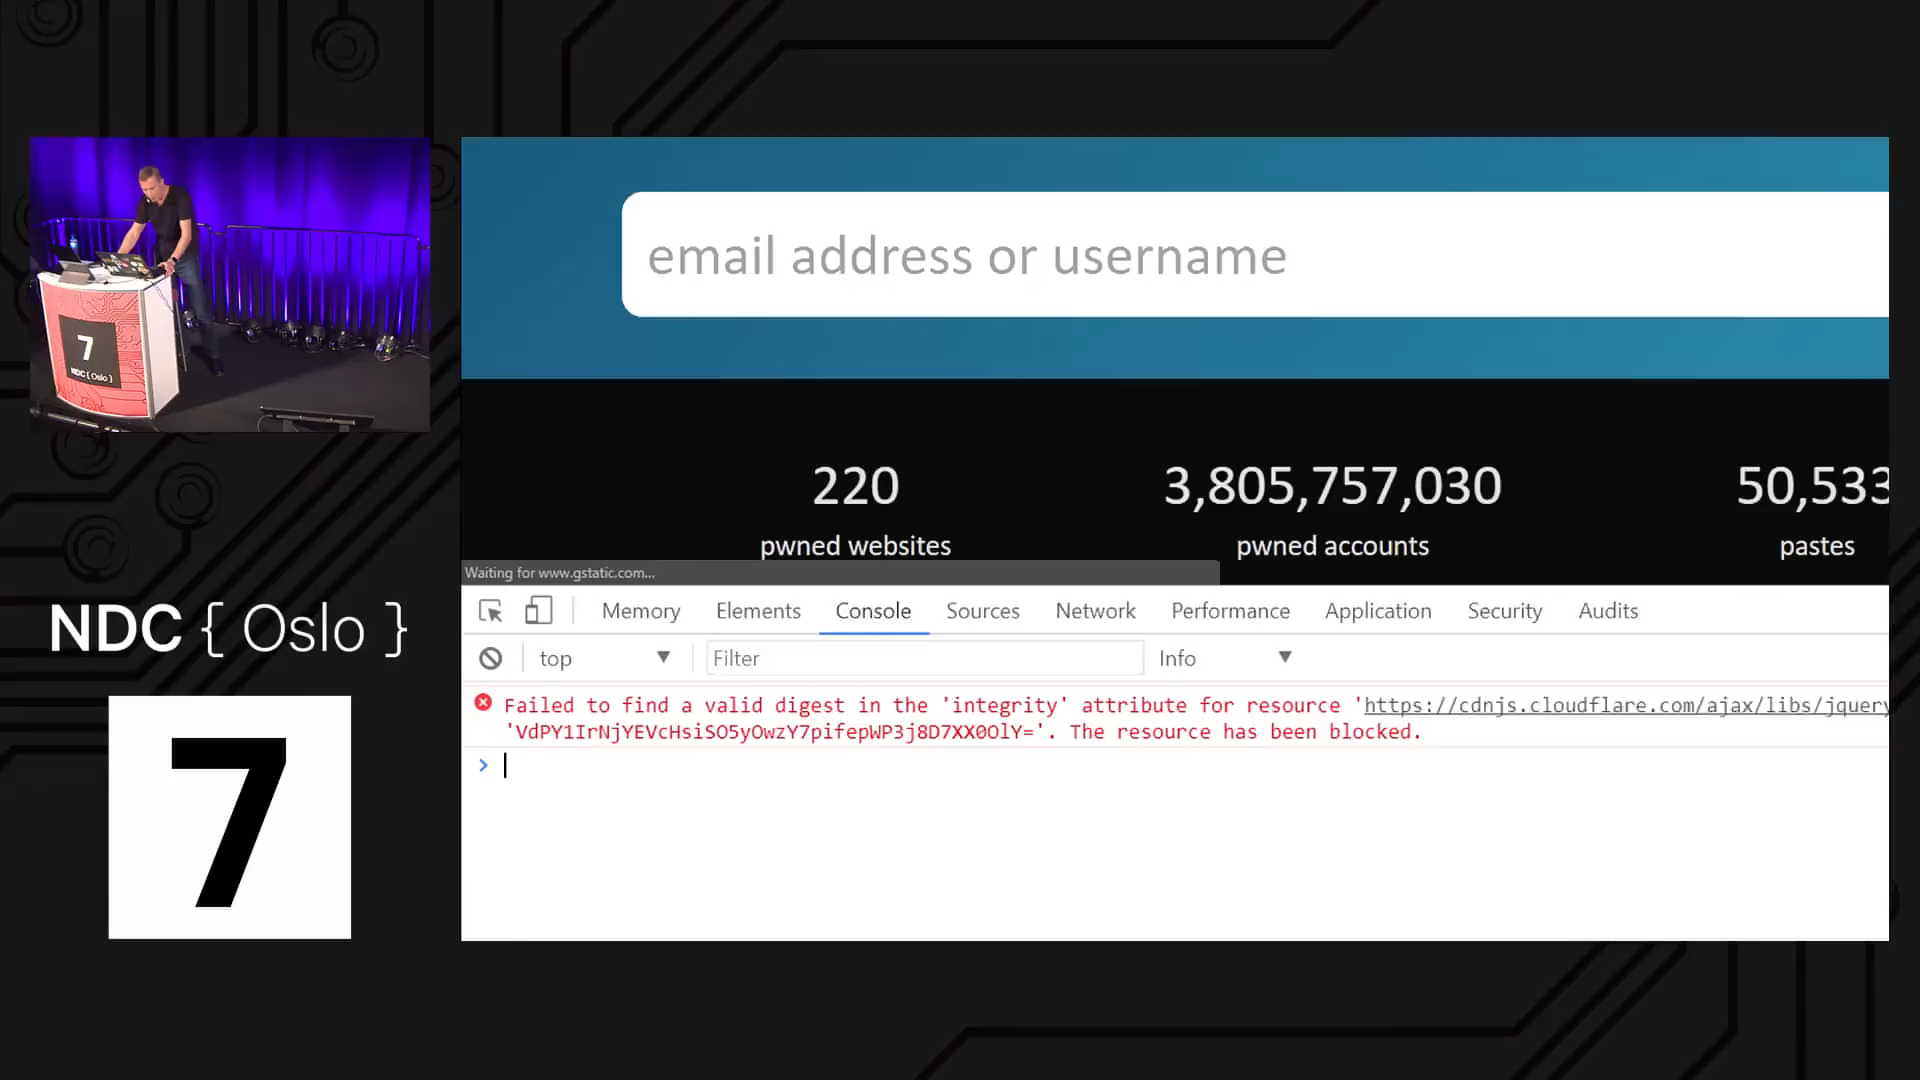 7
NDC { Oslo }
NDC { Oslo }
7
email address or username
220
3,805,757,030
50,533
pwned websites
pwned accounts
pastes
Waiting for www.gstatic.com...
Memory Elements Console Sources Network Performance Application Security Audits
top Filter Info
Failed to find a valid digest in the 'integrity' attribute for resource 'https://cdnjs.cloudflare.com/ajax/libs/jquery
'VdPY1IrNjYEVcHsiSO5yOwzY7pifepWP3j8D7XX0OlY='. The resource has been blocked.